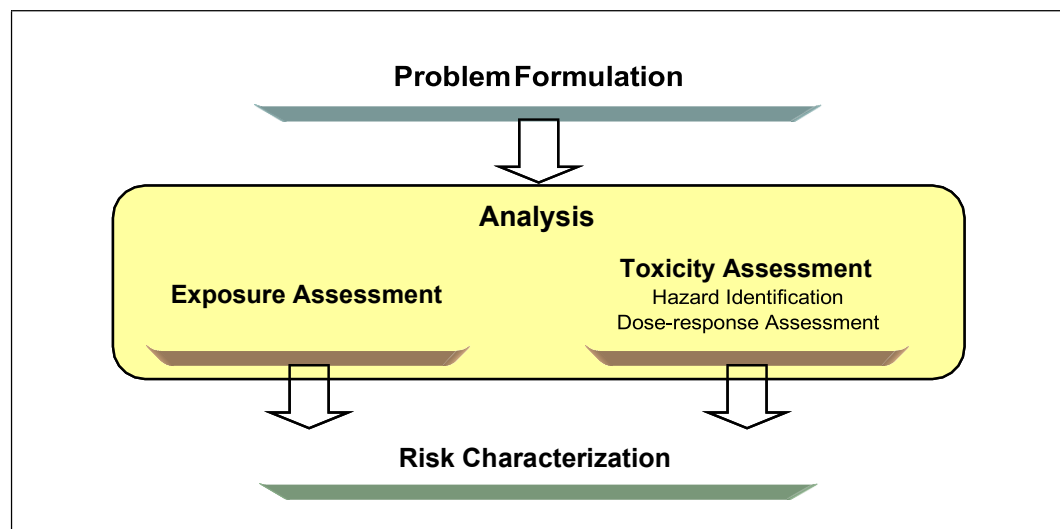 Problem Formulation
Analysis
Exposure Assessment
Toxicity Assessment
Hazard Identification
Dose-response Assessment
Risk Characterization